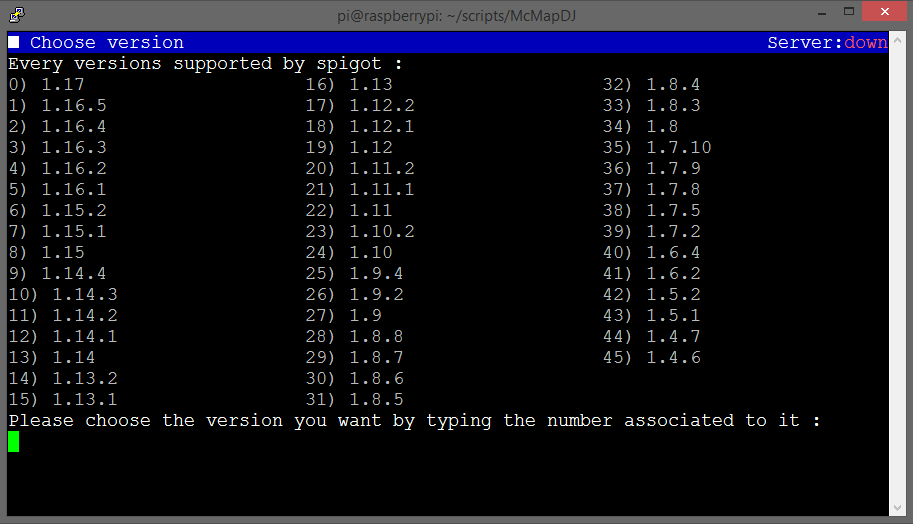 pi@raspberrypi: ~/scripts/McMapDJ
Choose version Server:down
Every versions supported by spigot :
0) 1.17 16) 1.13 32) 1.8.4
1) 1.16.5 17) 1.12.2 33) 1.8.3
2) 1.16.4 18) 1.12.1 34) 1.8
3) 1.16.3 19) 1.12 35) 1.7.10
4) 1.16.2 20) 1.11.2 36) 1.7.9
5) 1.16.1 21) 1.11.1 37) 1.7.8
6) 1.15.2 22) 1.11 38) 1.7.5
7) 1.15.1 23) 1.10.2 39) 1.7.2
8) 1.15 24) 1.10 40) 1.6.4
9) 1.14.4 25) 1.9.4 41) 1.6.2
10) 1.14.3 26) 1.9.2 42) 1.5.2
11) 1.14.2 27) 1.9 43) 1.5.1
12) 1.14.1 28) 1.8.8 44) 1.4.7
13) 1.14 29) 1.8.7 45) 1.4.6
14) 1.13.2 30) 1.8.6
15) 1.13.1 31) 1.8.5
Please choose the version you want by typing the number associated to it :